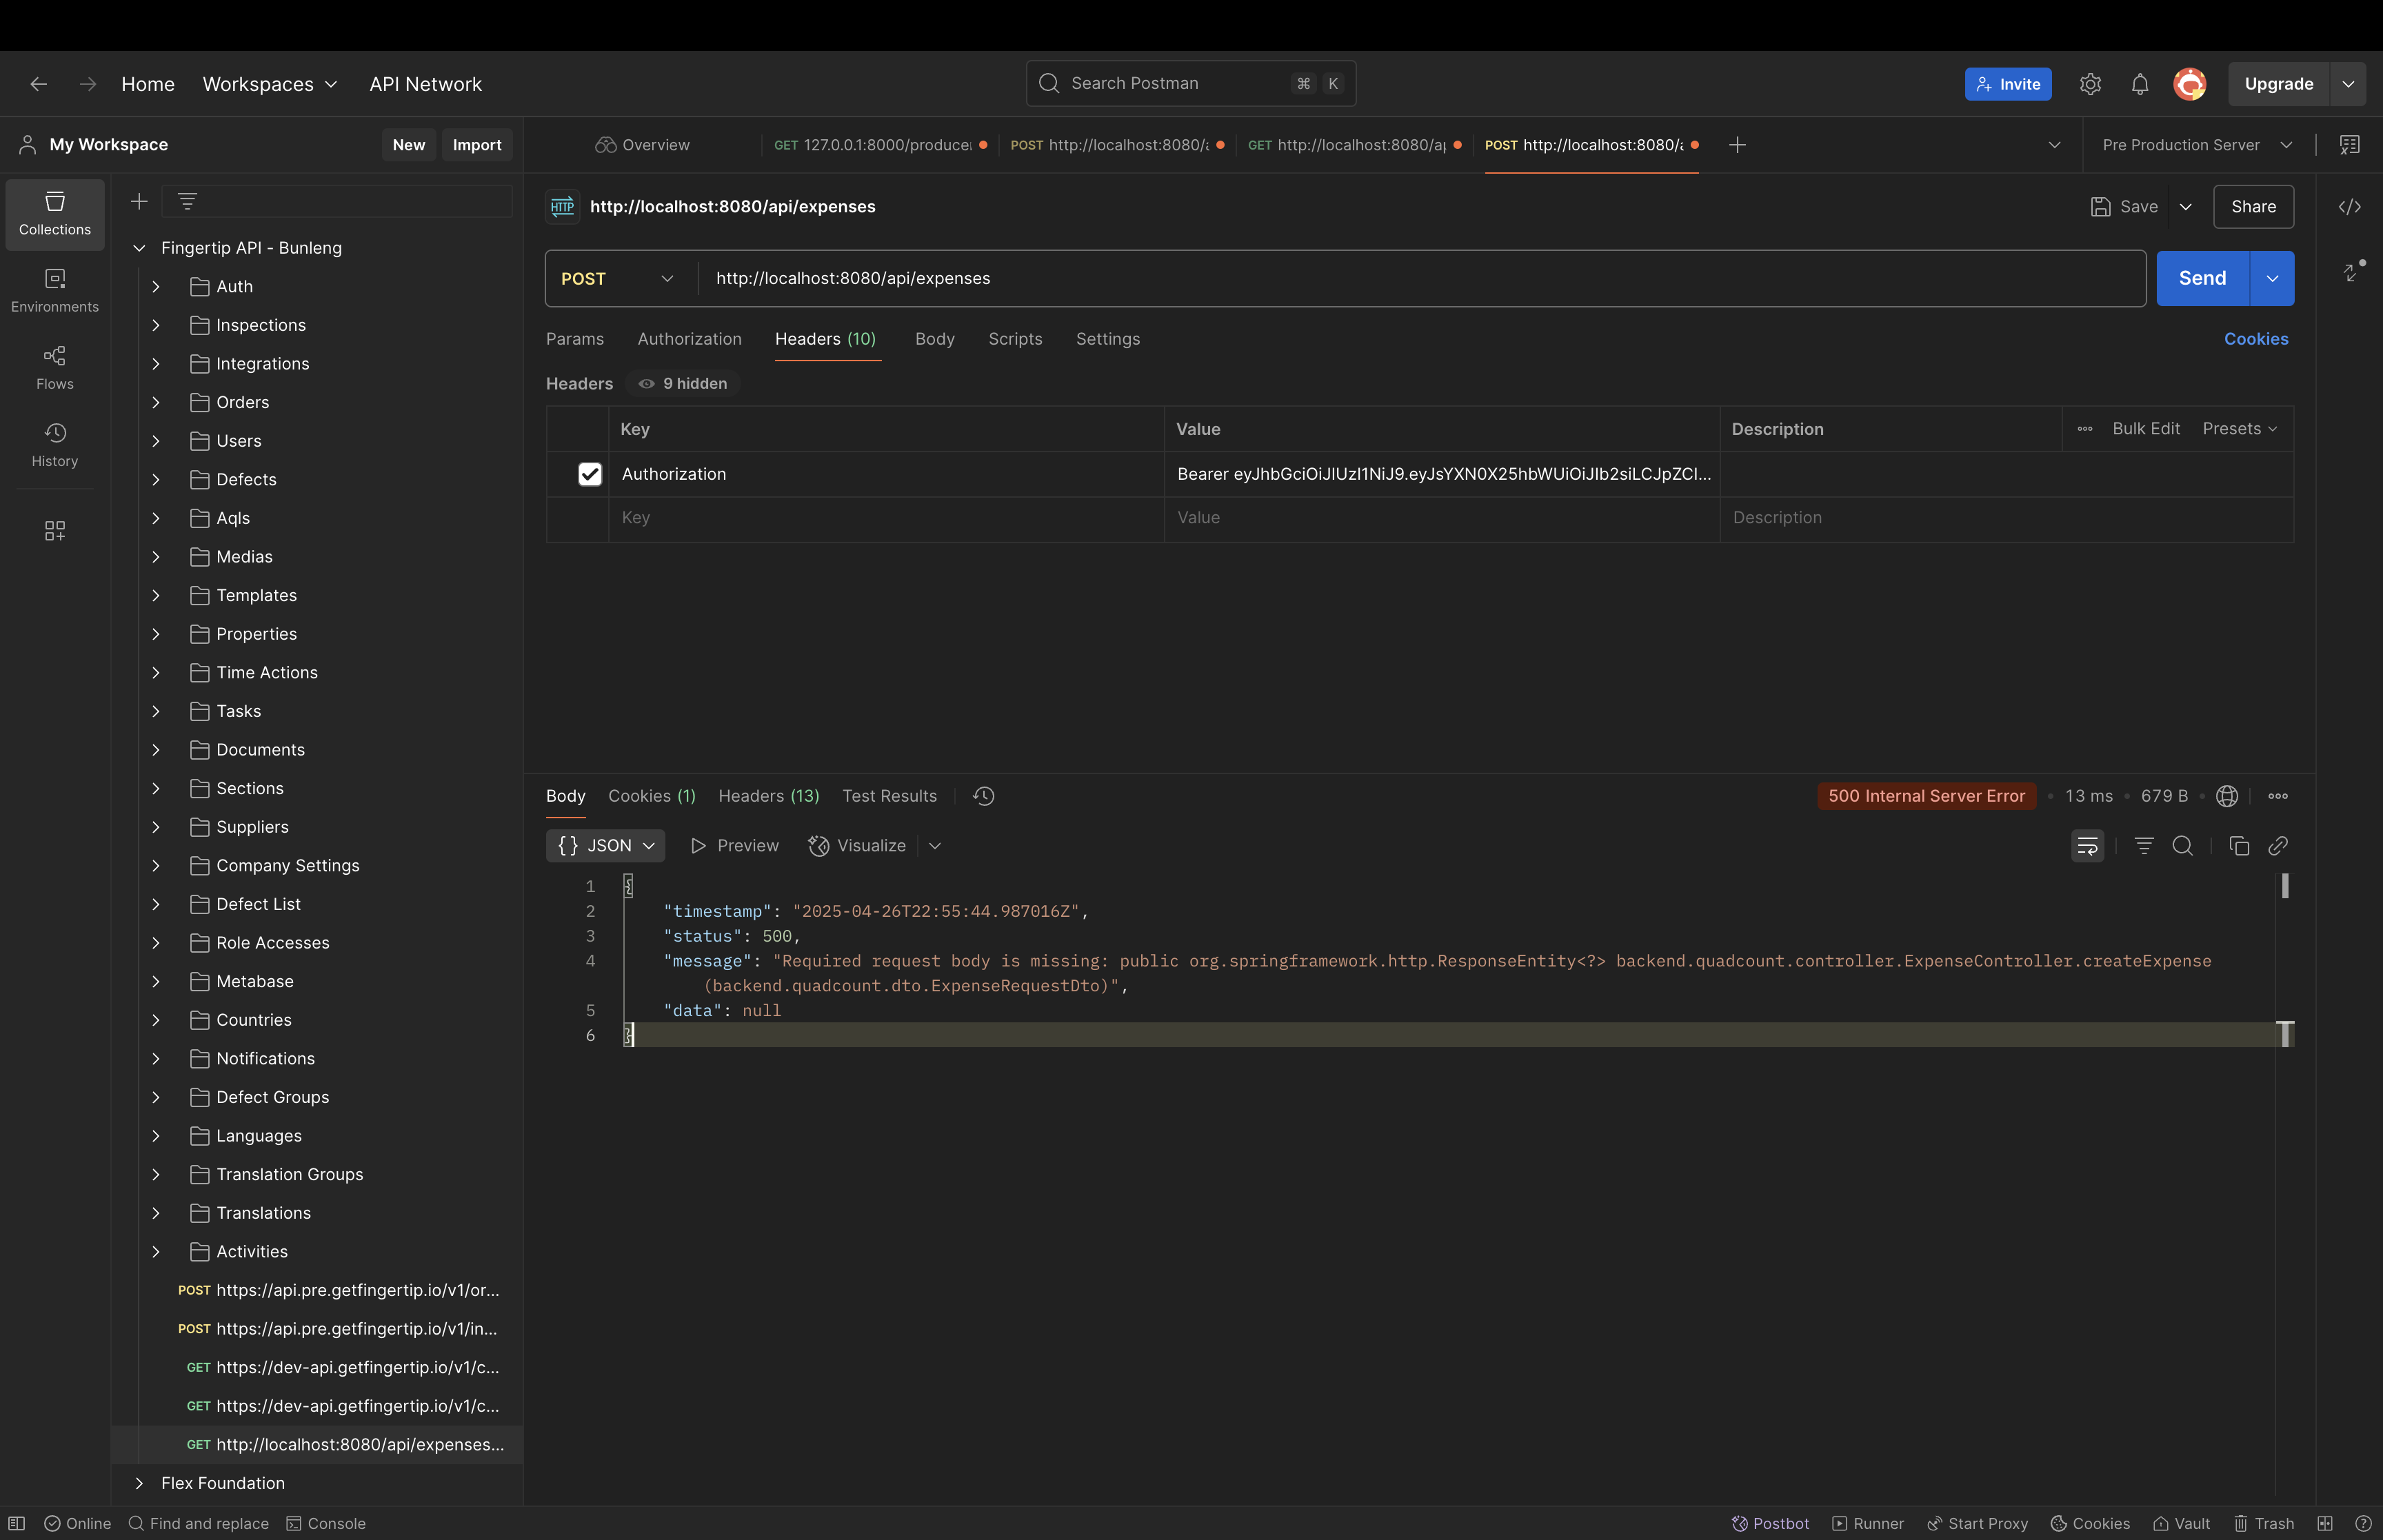 Home Workspaces API Network
Search Postman ⌘ K
Invite Upgrade
My Workspace New Import
Overview
GET 127.0.0.1:8000/produce
POST http://localhost:8080/
GET http://localhost:8080/a
POST http://localhost:8080/
Pre Production Server
Collections
Environments
Flows
History
Fingertip API - Bunleng
Auth
Inspections
Integrations
Orders
Users
Defects
Aqls
Medias
Templates
Properties
Time Actions
Tasks
Documents
Sections
Suppliers
Company Settings
Defect List
Role Accesses
Metabase
Countries
Notifications
Defect Groups
Languages
Translation Groups
Translations
Activities
POST https://api.pre.getfingertip.io/v1/or...
POST https://api.pre.getfingertip.io/v1/in...
GET https://dev-api.getfingertip.io/v1/c...
GET https://dev-api.getfingertip.io/v1/c...
GET http://localhost:8080/api/expenses...
Flex Foundation
HTTP http://localhost:8080/api/expenses
Save Share
POST http://localhost:8080/api/expenses
Send
Params Authorization Headers (10) Body Scripts Settings
Cookies
Headers 9 hidden
Key Value Description Bulk Edit Presets
Authorization Bearer eyJhbGciOiJIUzI1NiJ9.eyJsYXN0X25hbWUiOiJIb2siLCJpZCI...
Key Value Description
Body Cookies (1) Headers (13) Test Results
500 Internal Server Error • 13 ms • 679 B
{} JSON Preview Visualize
1 {
2 "timestamp": "2025-04-26T22:55:44.987016Z",
3 "status": 500,
4 "message": "Required request body is missing: public org.springframework.http.ResponseEntity<?> backend.quadcount.controller.ExpenseController.createExpense
(backend.quadcount.dto.ExpenseRequestDto)",
5 "data": null
6 }
Online Find and replace Console
Postbot Runner Start Proxy Cookies Vault Trash